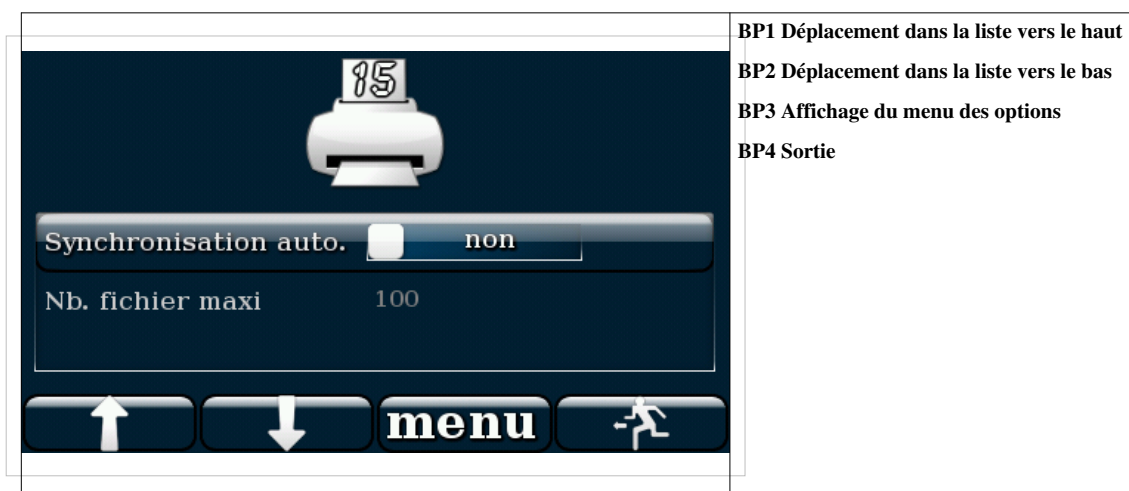 15
Synchronisation auto. non
Nb. fichier maxi 100
menu
BP1 Déplacement dans la liste vers le haut
BP2 Déplacement dans la liste vers le bas
BP3 Affichage du menu des options
BP4 Sortie